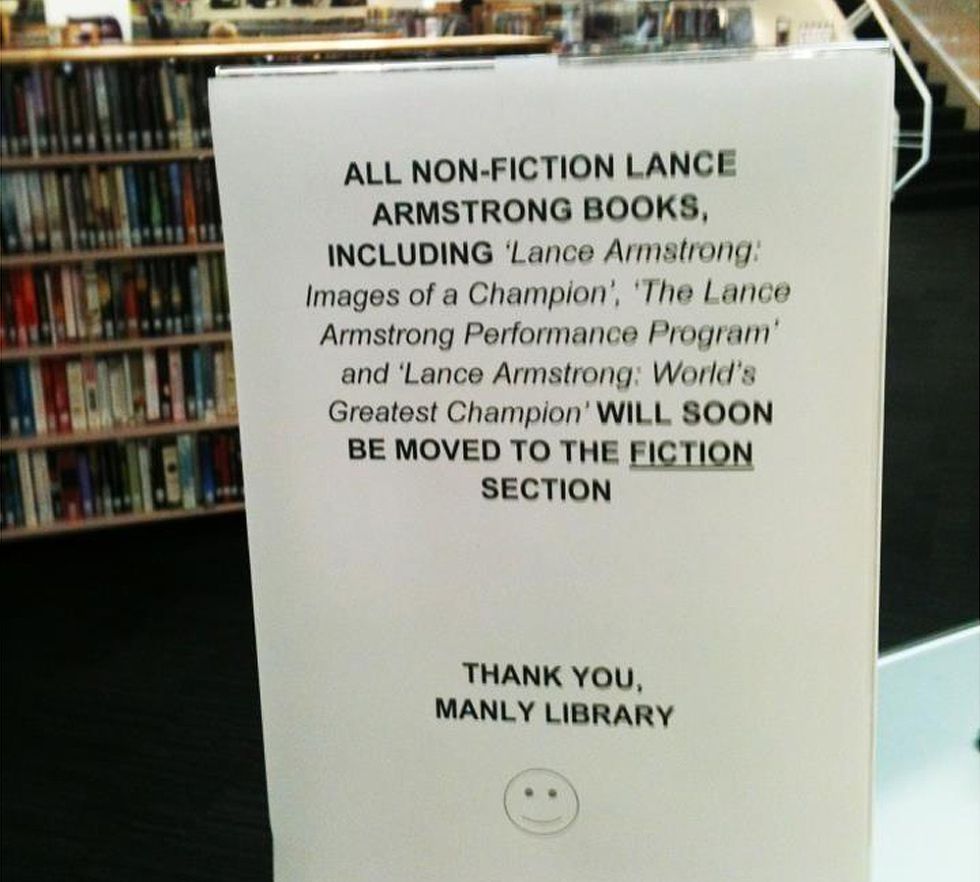 ALL NON-FICTION LANCE
ARMSTRONG BOOKS,
INCLUDING ‘Lance Armstrong:
Images of a Champion’, ‘The Lance
Armstrong Performance Program’
and ‘Lance Armstrong: World’s
Greatest Champion’ WILL SOON
BE MOVED TO THE FICTION
SECTION
THANK YOU,
MANLY LIBRARY